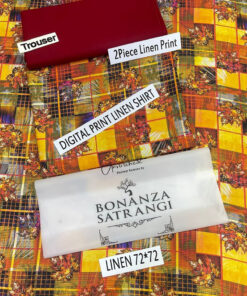 Trouser
2Piece Linen Print
DIGITAL PRINT LINEN SHIRT
BONANZA
SATRANGI
LINEN 72*72